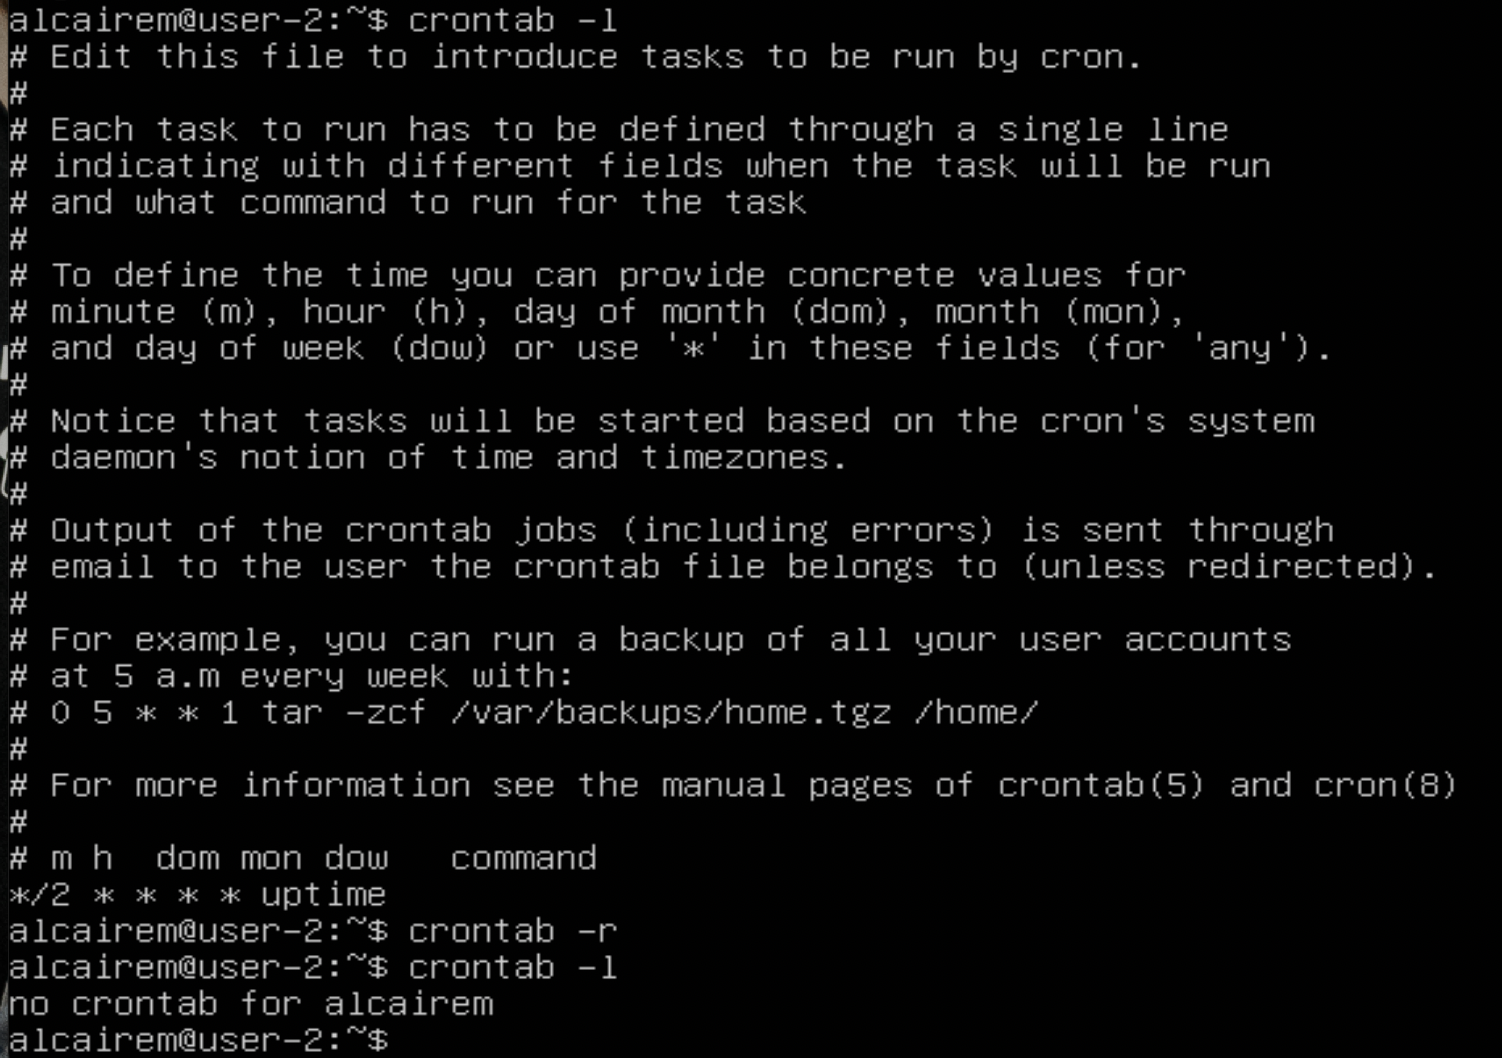 alcairem@user-2:~$ crontab -l
# Edit this file to introduce tasks to be run by cron.
#
# Each task to run has to be defined through a single line
# indicating with different fields when the task will be run
# and what command to run for the task
#
# To define the time you can provide concrete values for
# minute (m), hour (h), day of month (dom), month (mon),
# and day of week (dow) or use '*' in these fields (for 'any').
#
# Notice that tasks will be started based on the cron's system
# daemon's notion of time and timezones.
#
# Output of the crontab jobs (including errors) is sent through
# email to the user the crontab file belongs to (unless redirected).
#
# For example, you can run a backup of all your user accounts
# at 5 a.m every week with:
# 0 5 * * 1 tar -zcf /var/backups/home.tgz /home/
#
# For more information see the manual pages of crontab(5) and cron(8)
#
# m h  dom mon dow   command
*/2 * * * * uptime
alcairem@user-2:~$ crontab -r
alcairem@user-2:~$ crontab -l
no crontab for alcairem
alcairem@user-2:~$